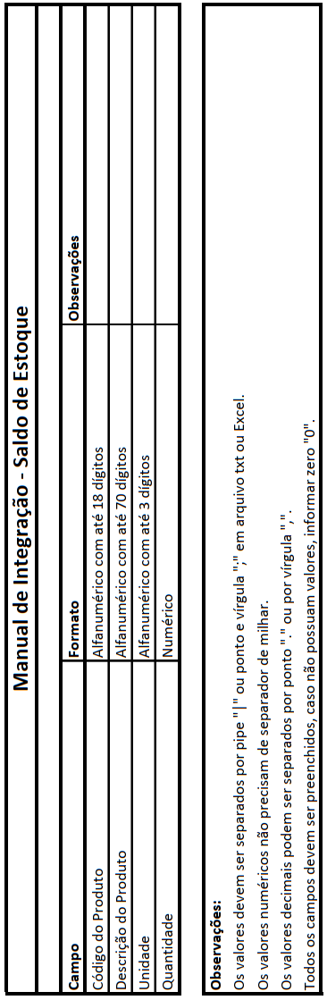 Manual de Integração - Saldo de Estoque
Campo Formato Observações
Código do Produto Alfanumérico com até 18 dígitos
Descrição do Produto Alfanumérico com até 70 dígitos
Unidade Alfanumérico com até 3 dígitos
Quantidade Numérico
Observações:
Os valores devem ser separados por pipe "|" ou ponto e vírgula ";" em arquivo txt ou Excel.
Os valores numéricos não precisam de separador de milhar.
Os valores decimais podem ser separados por ponto "." ou por vírgula ",".
Todos os campos devem ser preenchidos, caso não possuam valores, informar zero "0".